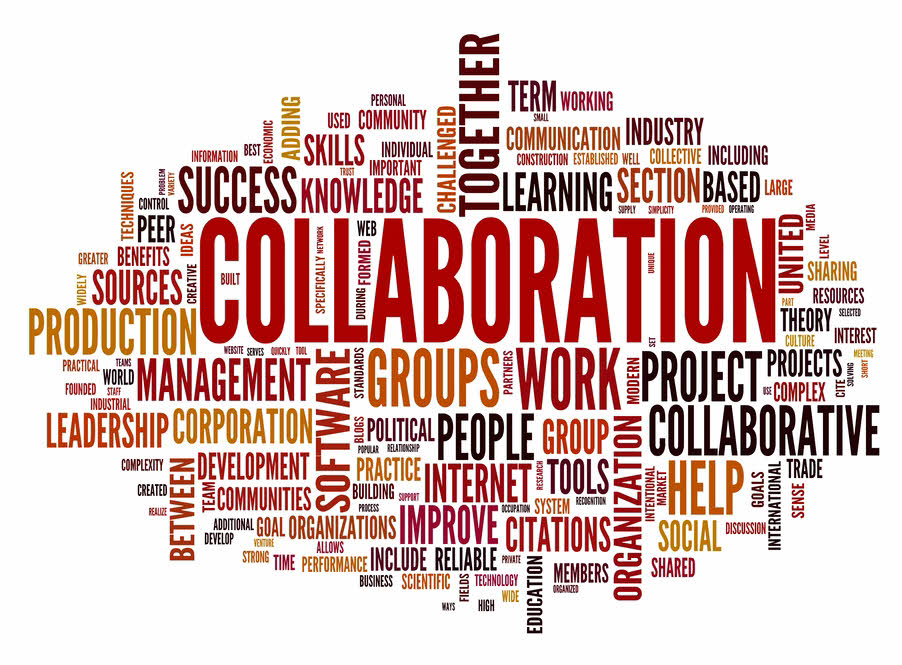 TOGETHER
TERM
WORKING
SMALL
PERSONAL
USED
COMMUNITY
ADDING
ECONOMIC
BEST
INFORMATION
SKILLS
TRUST
INDIVIDUAL
IMPORTANT
CHALLENGED
COMMUNICATION
INDUSTRY
CONSTRUCTION
ESTABLISHED
WELL
COLLECTIVE
INCLUDING
TECHNIQUES
PROBLEM
VARIETY
CONTROL
SUCCESS
KNOWLEDGE
LEARNING
SECTION
BASED
LARGE
SUPPLY
SIMPLICITY
PROVIDED
OPERATING
PEER
IDEAS
GREATER
BENEFITS
WIDELY
SOURCES
CREATIVE
BUILT
COLLABORATION
SPECIFICALLY
NETWORK
WEB
FORMED
DURING
UNIQUE
UNITED
MEDIA
LEVEL
SHARING
RESOURCES
PART
SELECTED
THEORY
CULTURE
INTEREST
PRODUCTION
WEBSITE
SERVES
QUICKLY
TOOL
SET
PRACTICAL
TEAMS
WORLD
FOUNDED
STAFF
INDUSTRIAL
MANAGEMENT
SOFTWARE
STANDARDS
GROUPS
PARTNERS
WORK
MODERN
PROJECT
PROJECTS
MEETING
SHORT
SOLVING
CITE
USE
COMPLEX
LEADERSHIP
CORPORATION
BLOGS
POLITICAL
POPULAR
RELATIONSHIP
PEOPLE
GROUP
COLLABORATIVE
COMPLEXITY
CREATED
REALIZE
BETWEEN
DEVELOPMENT
TEAM
COMMUNITIES
PRACTICE
BUILDING
SUPPORT
PROCESS
INTERNET
RESEARCH
TOOLS
RECOGNITION
OCCUPATION
SYSTEM
ORGANIZATION
INTENTIONAL
MARKET
HELP
GOALS
INTERNATIONAL
TRADE
SENSE
ADDITIONAL
DEVELOP
GOAL
ORGANIZATIONS
VENTURE
IMPROVE
CITATIONS
SOCIAL
DISCUSSION
STRONG
TIME
ALLOWS
PERFORMANCE
INCLUDE
RELIABLE
PRIVATE
EDUCATION
MEMBERS
ORGANIZED
SHARED
BUSINESS
SCIENTIFIC
FIELDS
TECHNOLOGY
WIDE
WAYS
HIGH